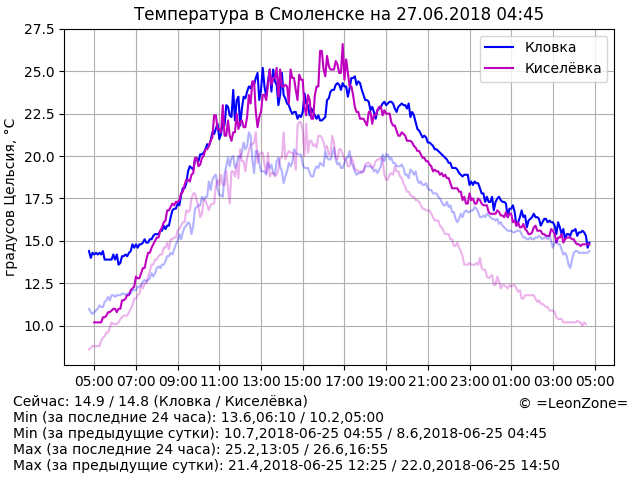 Температура в Смоленске на 27.06.2018 04:45
27.5
25.0
22.5
20.0
17.5
15.0
12.5
10.0
градусов Цельсия, °C
Кловка
Киселёвка
05:00 07:00 09:00 11:00 13:00 15:00 17:00 19:00 21:00 23:00 01:00 03:00 05:00
Сейчас: 14.9 / 14.8 (Кловка / Киселёвка)
© =LeonZone=
Min (за последние 24 часа): 13.6,06:10 / 10.2,05:00
Min (за предыдущие сутки): 10.7,2018-06-25 04:55 / 8.6,2018-06-25 04:45
Max (за последние 24 часа): 25.2,13:05 / 26.6,16:55
Max (за предыдущие сутки): 21.4,2018-06-25 12:25 / 22.0,2018-06-25 14:50